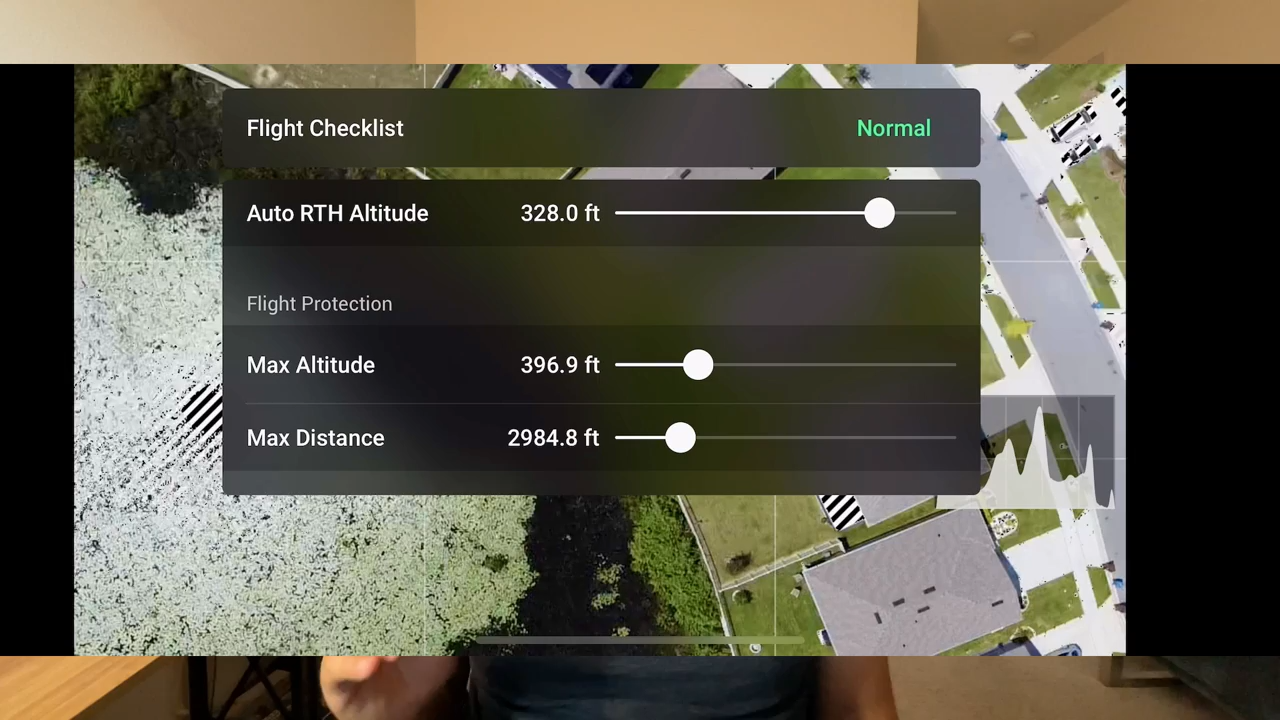 Flight Checklist Normal
Auto RTH Altitude 328.0 ft
Flight Protection
Max Altitude 396.9 ft
Max Distance 2984.8 ft